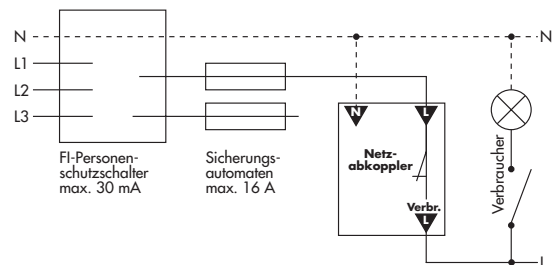 N
N
L1
L2
L3
FI-Personen-
schutzschalter
max. 30 mA
Sicherungs-
automaten
max. 16 A
N
L
Netz-
abkoppler
Verbr.
L
Verbraucher
L